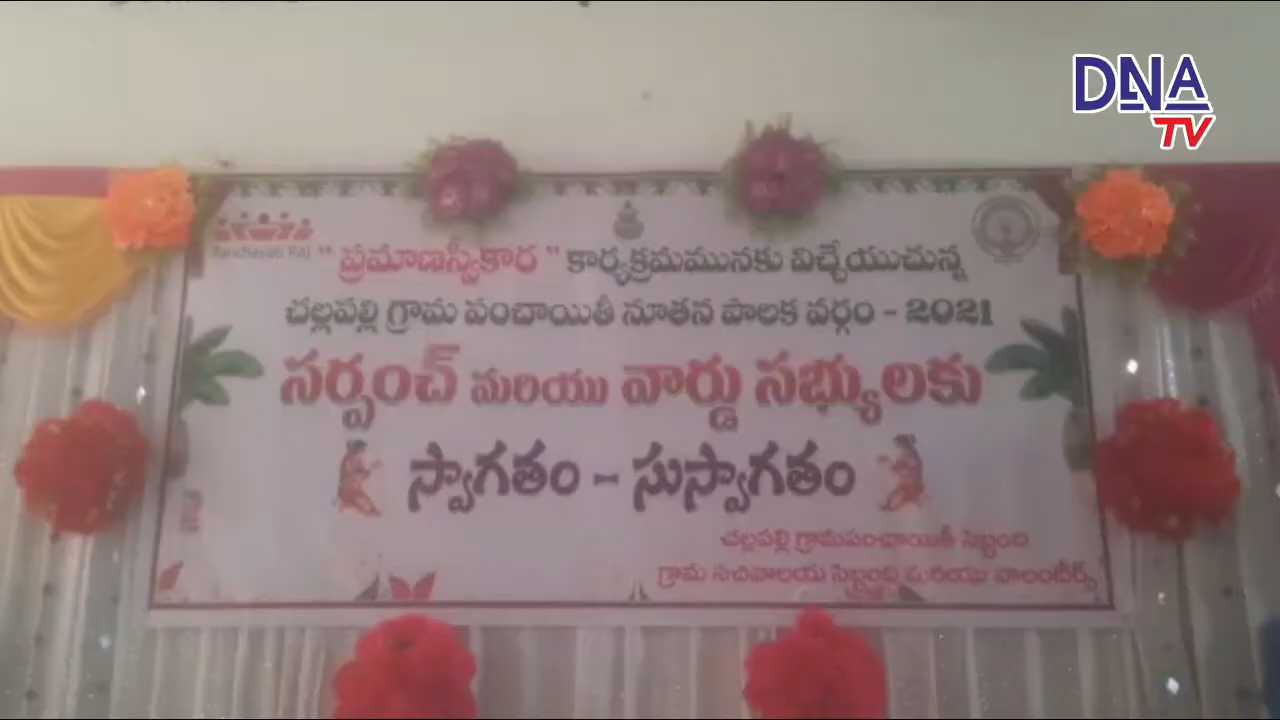 DNA
TV
Panchayati Raj
" ప్రమాణస్వీకార " కార్యక్రమమునకు విచ్చేయుచున్న
చల్లపల్లి గ్రామ పంచాయితీ నూతన పాలక వర్గం - 2021
సర్పంచ్ మరియు వార్డు సభ్యులకు
స్వాగతం - సుస్వాగతం
చల్లపల్లి గ్రామపంచాయితీ సిబ్బంది
గ్రామ సచివాలయ సిబ్బంది మరియు వాలంటీర్స్